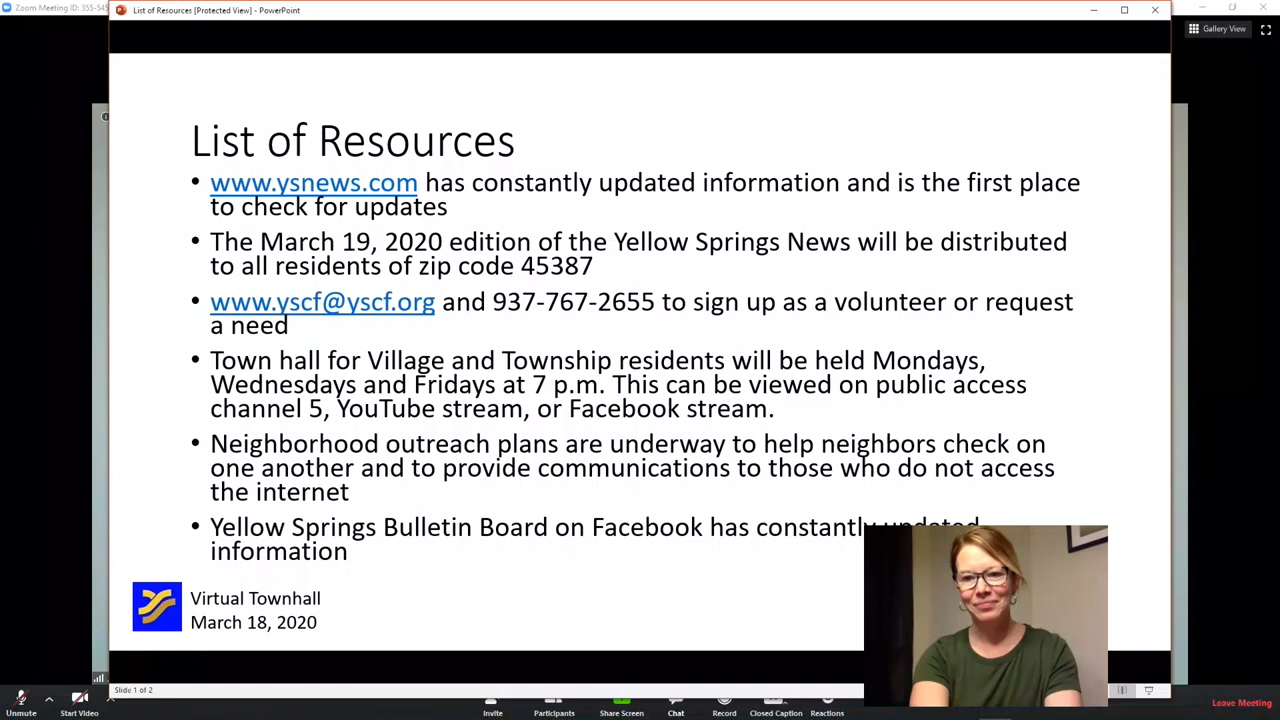 Zoom Meeting ID: 355-545
List of Resources [Protected View] - PowerPoint
Gallery View
List of Resources
• www.ysnews.com has constantly updated information and is the first place
to check for updates
• The March 19, 2020 edition of the Yellow Springs News will be distributed
to all residents of zip code 45387
• www.yscf@yscf.org and 937-767-2655 to sign up as a volunteer or request
a need
• Town hall for Village and Township residents will be held Mondays,
Wednesdays and Fridays at 7 p.m. This can be viewed on public access
channel 5, YouTube stream, or Facebook stream.
• Neighborhood outreach plans are underway to help neighbors check on
one another and to provide communications to those who do not access
the internet
• Yellow Springs Bulletin Board on Facebook has constantly updated
information
Virtual Townhall
March 18, 2020
Slide 1 of 2
Unmute
Start Video
Invite
Participants
Share Screen
Chat
Record
Closed Caption
Reactions
Leave Meeting